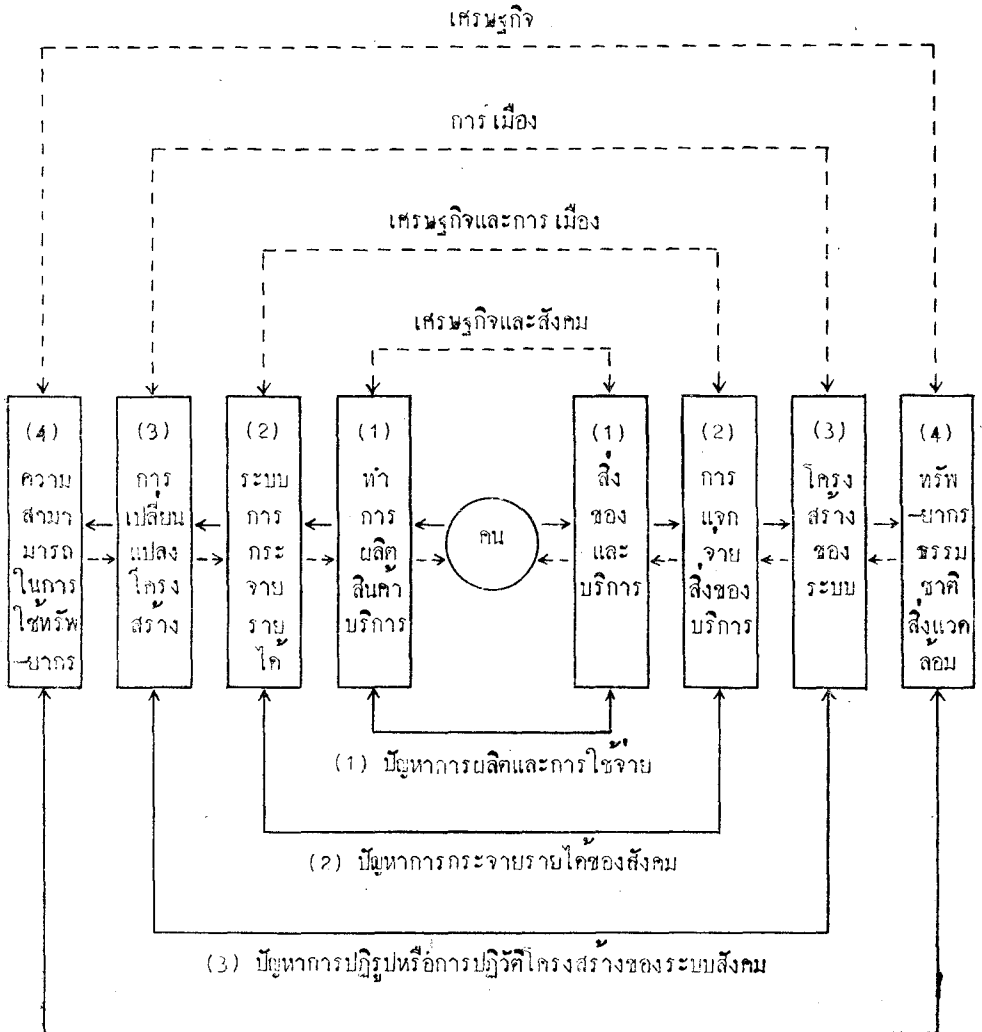 เศรษฐกิจ
การเมือง
เศรษฐกิจและการเมือง
เศรษฐกิจและสังคม
(4)
ความ
สามา
มารถ
ในการ
ใช้ทรัพ
-ยากร
(3)
การ
เปลี่ยน
แปลง
โครง
สร้าง
(2)
ระบบ
การ
กระ
จาย
ราย
ได้
(1)
ทำ
การ
ผลิต
สินค้า
บริการ
คน
(1)
สิ่ง
ของ
และ
บริการ
(2)
การ
แจก
จ่าย
สิ่งของ
บริการ
(3)
โครง
สร้าง
ของ
ระบบ
(4)
ทรัพ
-ยากร
ธรรม
ชาติ
สิ่งแวด
ล้อม
(1) ปัญหาการผลิตและการใช้จ่าย
(2) ปัญหาการกระจายรายได้ของสังคม
(3) ปัญหาการปฏิรูปหรือการปฏิวัติโครงสร้างของระบบสังคม